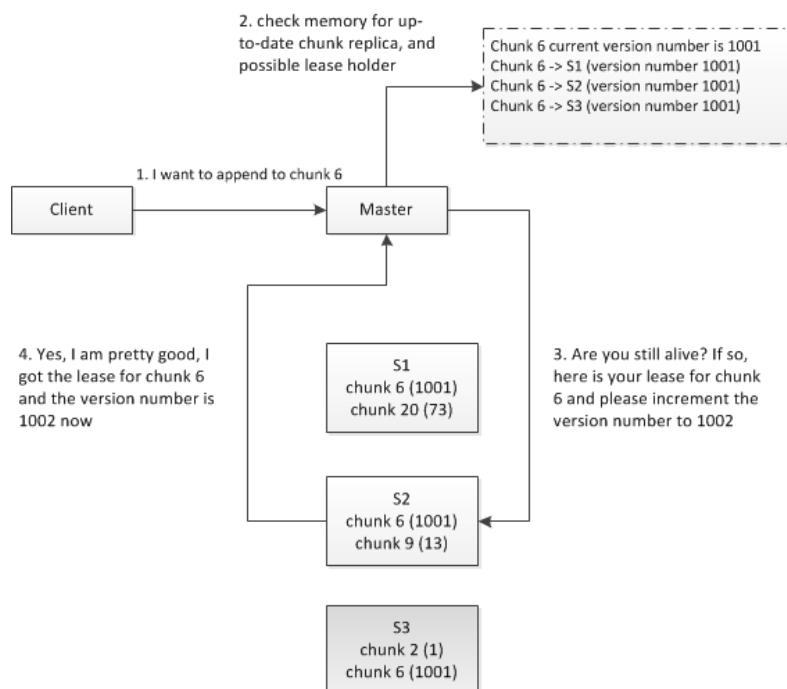 2. check memory for up-
to-date chunk replica, and
possible lease holder
Chunk 6 current version number is 1001
Chunk 6 -> S1 (version number 1001)
Chunk 6 -> S2 (version number 1001)
Chunk 6 -> S3 (version number 1001)
1. I want to append to chunk 6
Client
Master
4. Yes, I am pretty good, I
got the lease for chunk 6
and the version number is
1002 now
S1
chunk 6 (1001)
chunk 20 (73)
3. Are you still alive? If so,
here is your lease for chunk
6 and please increment the
version number to 1002
S2
chunk 6 (1001)
chunk 9 (13)
S3
chunk 2 (1)
chunk 6 (1001)